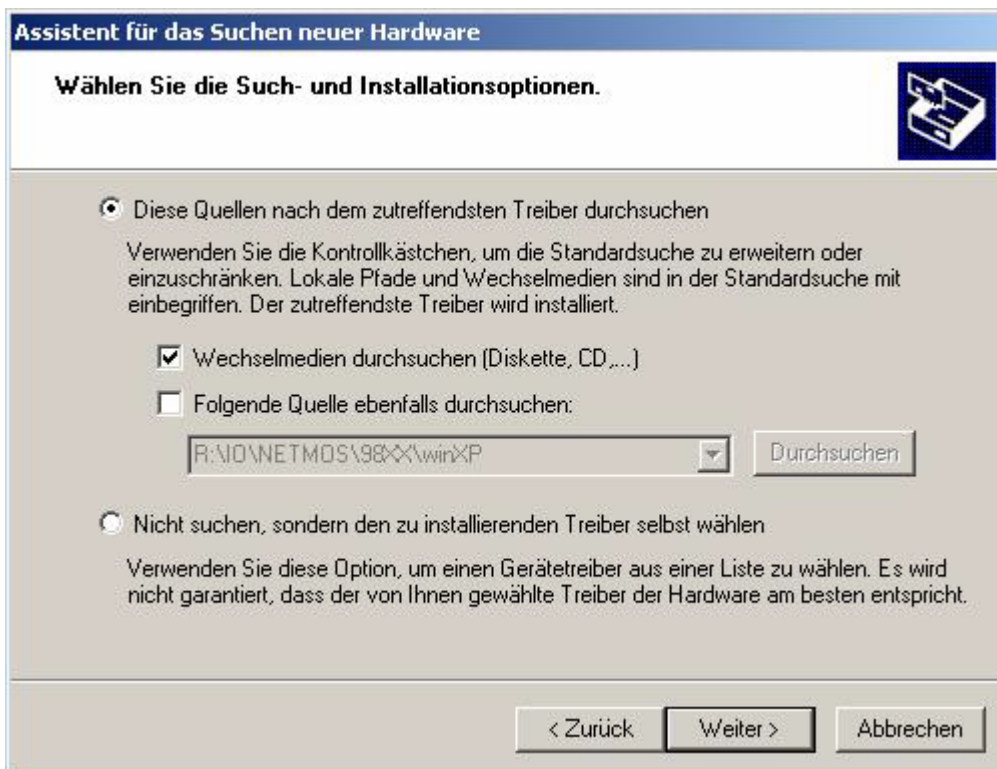 Assistent für das Suchen neuer Hardware
Wählen Sie die Such- und Installationsoptionen.
Diese Quellen nach dem zutreffendsten Treiber durchsuchen
Verwenden Sie die Kontrollkästchen, um die Standardsuche zu erweitern oder
einzuschränken. Lokale Pfade und Wechselmedien sind in der Standardsuche mit
einbegriffen. Der zutreffendste Treiber wird installiert.
Wechselmedien durchsuchen (Diskette, CD,...)
Folgende Quelle ebenfalls durchsuchen:
R:\IO\NETMOS\98XX\winXP
Durchsuchen
Nicht suchen, sondern den zu installierenden Treiber selbst wählen
Verwenden Sie diese Option, um einen Gerätetreiber aus einer Liste zu wählen. Es wird
nicht garantiert, dass der von Ihnen gewählte Treiber der Hardware am besten entspricht.
< Zurück Weiter > Abbrechen